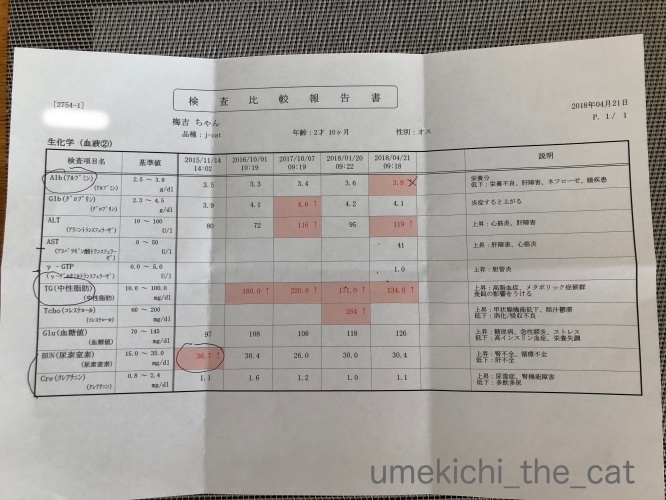 検 査 比 較 報 告 書
[2754-1]
2018年04月21日
P. 1/ 1
梅吉 ちゃん
品種：j-cat 年齢：2才 10ヶ月 性別：オス
生化学（血液②）
検査項目名 基準値 2015/11/14 14:02 2016/10/01 10:19 2017/10/07 09:19 2018/01/20 09:22 2018/04/21 09:18 説明
Alb(アルブミン) 2.5 ～ 3.8 3.5 3.3 3.4 3.6 3.9 ↑ 栄養分
(アルブミン) g/dl 低下：栄養不良、肝障害、ネフローゼ、腸疾患
Glb(グロブリン) 2.3 ～ 4.5 3.9 4.1 4.6 ↑ 4.2 4.1 炎症すると上がる
(グロブリン) g/dl
ALT 10 ～ 100 80 72 116 ↑ 95 119 ↑ 上昇：心筋炎、肝障害
(アラニントランスフェラーゼ) U/l
AST 0 ～ 50 41 上昇：肝障害、心筋炎
(アスパラギン酸トランスフェラーゼ) U/l
γ-GTP 0.0 ～ 5.0 1.0 上昇：胆管炎
U/l
TG(中性脂肪) 10.0 ～ 100.0 180.0 ↑ 220.0 ↑ 171.0 ↑ 134.0 ↑ 上昇：高脂血症、メタボリック症候群
(中性脂肪) mg/dl 食餌の影響をうける
Tcho(コレステロール) 60 ～ 200 284 ↑ 上昇：甲状腺機能低下、胆汁鬱滞
(コレステロール) mg/dl 低下：消化/吸収不良
Glu(血糖値) 70 ～ 145 97 108 108 118 126 上昇：糖尿病、急性膵炎、ストレス
(血糖値) mg/dl 低下：高インスリン血症、栄養失調
BUN(尿素窒素) 15.0 ～ 35.0 36.7 ↑ 30.4 26.0 30.0 30.4 上昇：腎不全、循環不全
(尿素窒素) mg/dl 低下：肝不全
Cre(クレアチニン) 0.8 ～ 2.4 1.1 1.6 1.2 1.0 1.1 上昇：尿毒症、腎機能障害
(クレアチニン) mg/dl 低下：多飲多尿
umekichi_the_cat